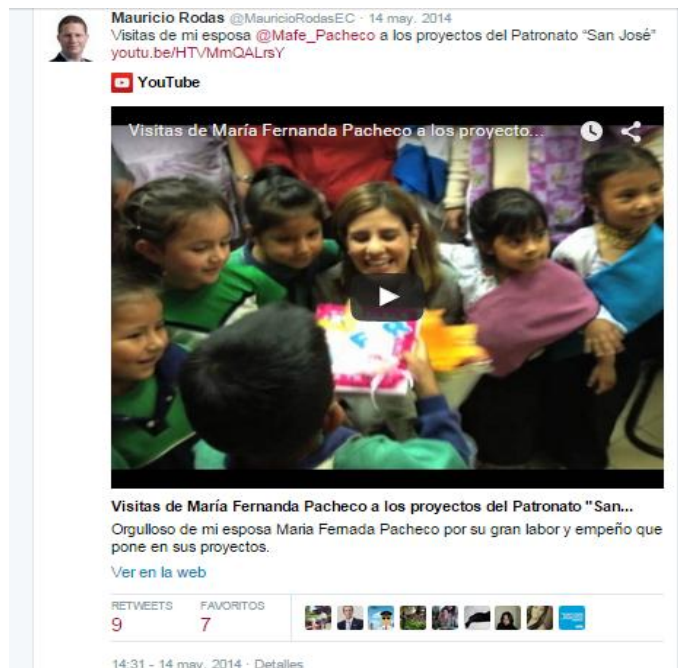 Mauricio Rodas @MauricioRodasEC · 14 may. 2014
Visitas de mi esposa @Mafe_Pacheco a los proyectos del Patronato “San José”
youtu.be/HTVMmQALrsY
YouTube
Visitas de María Fernanda Pacheco a los proyecto...
Visitas de María Fernanda Pacheco a los proyectos del Patronato "San...
Orgulloso de mi esposa Maria Fernada Pacheco por su gran labor y empeño que
pone en sus proyectos.
Ver en la web
RETWEETS FAVORITOS
9 7
14:31 - 14 may. 2014 · Detalles